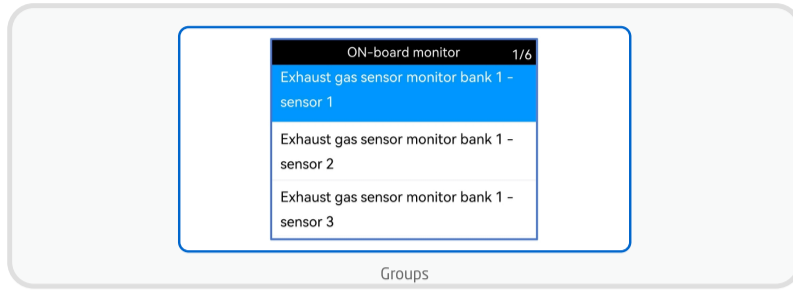 ON-board monitor 1/6
Exhaust gas sensor monitor bank 1 -
sensor 1
Exhaust gas sensor monitor bank 1 -
sensor 2
Exhaust gas sensor monitor bank 1 -
sensor 3
Groups